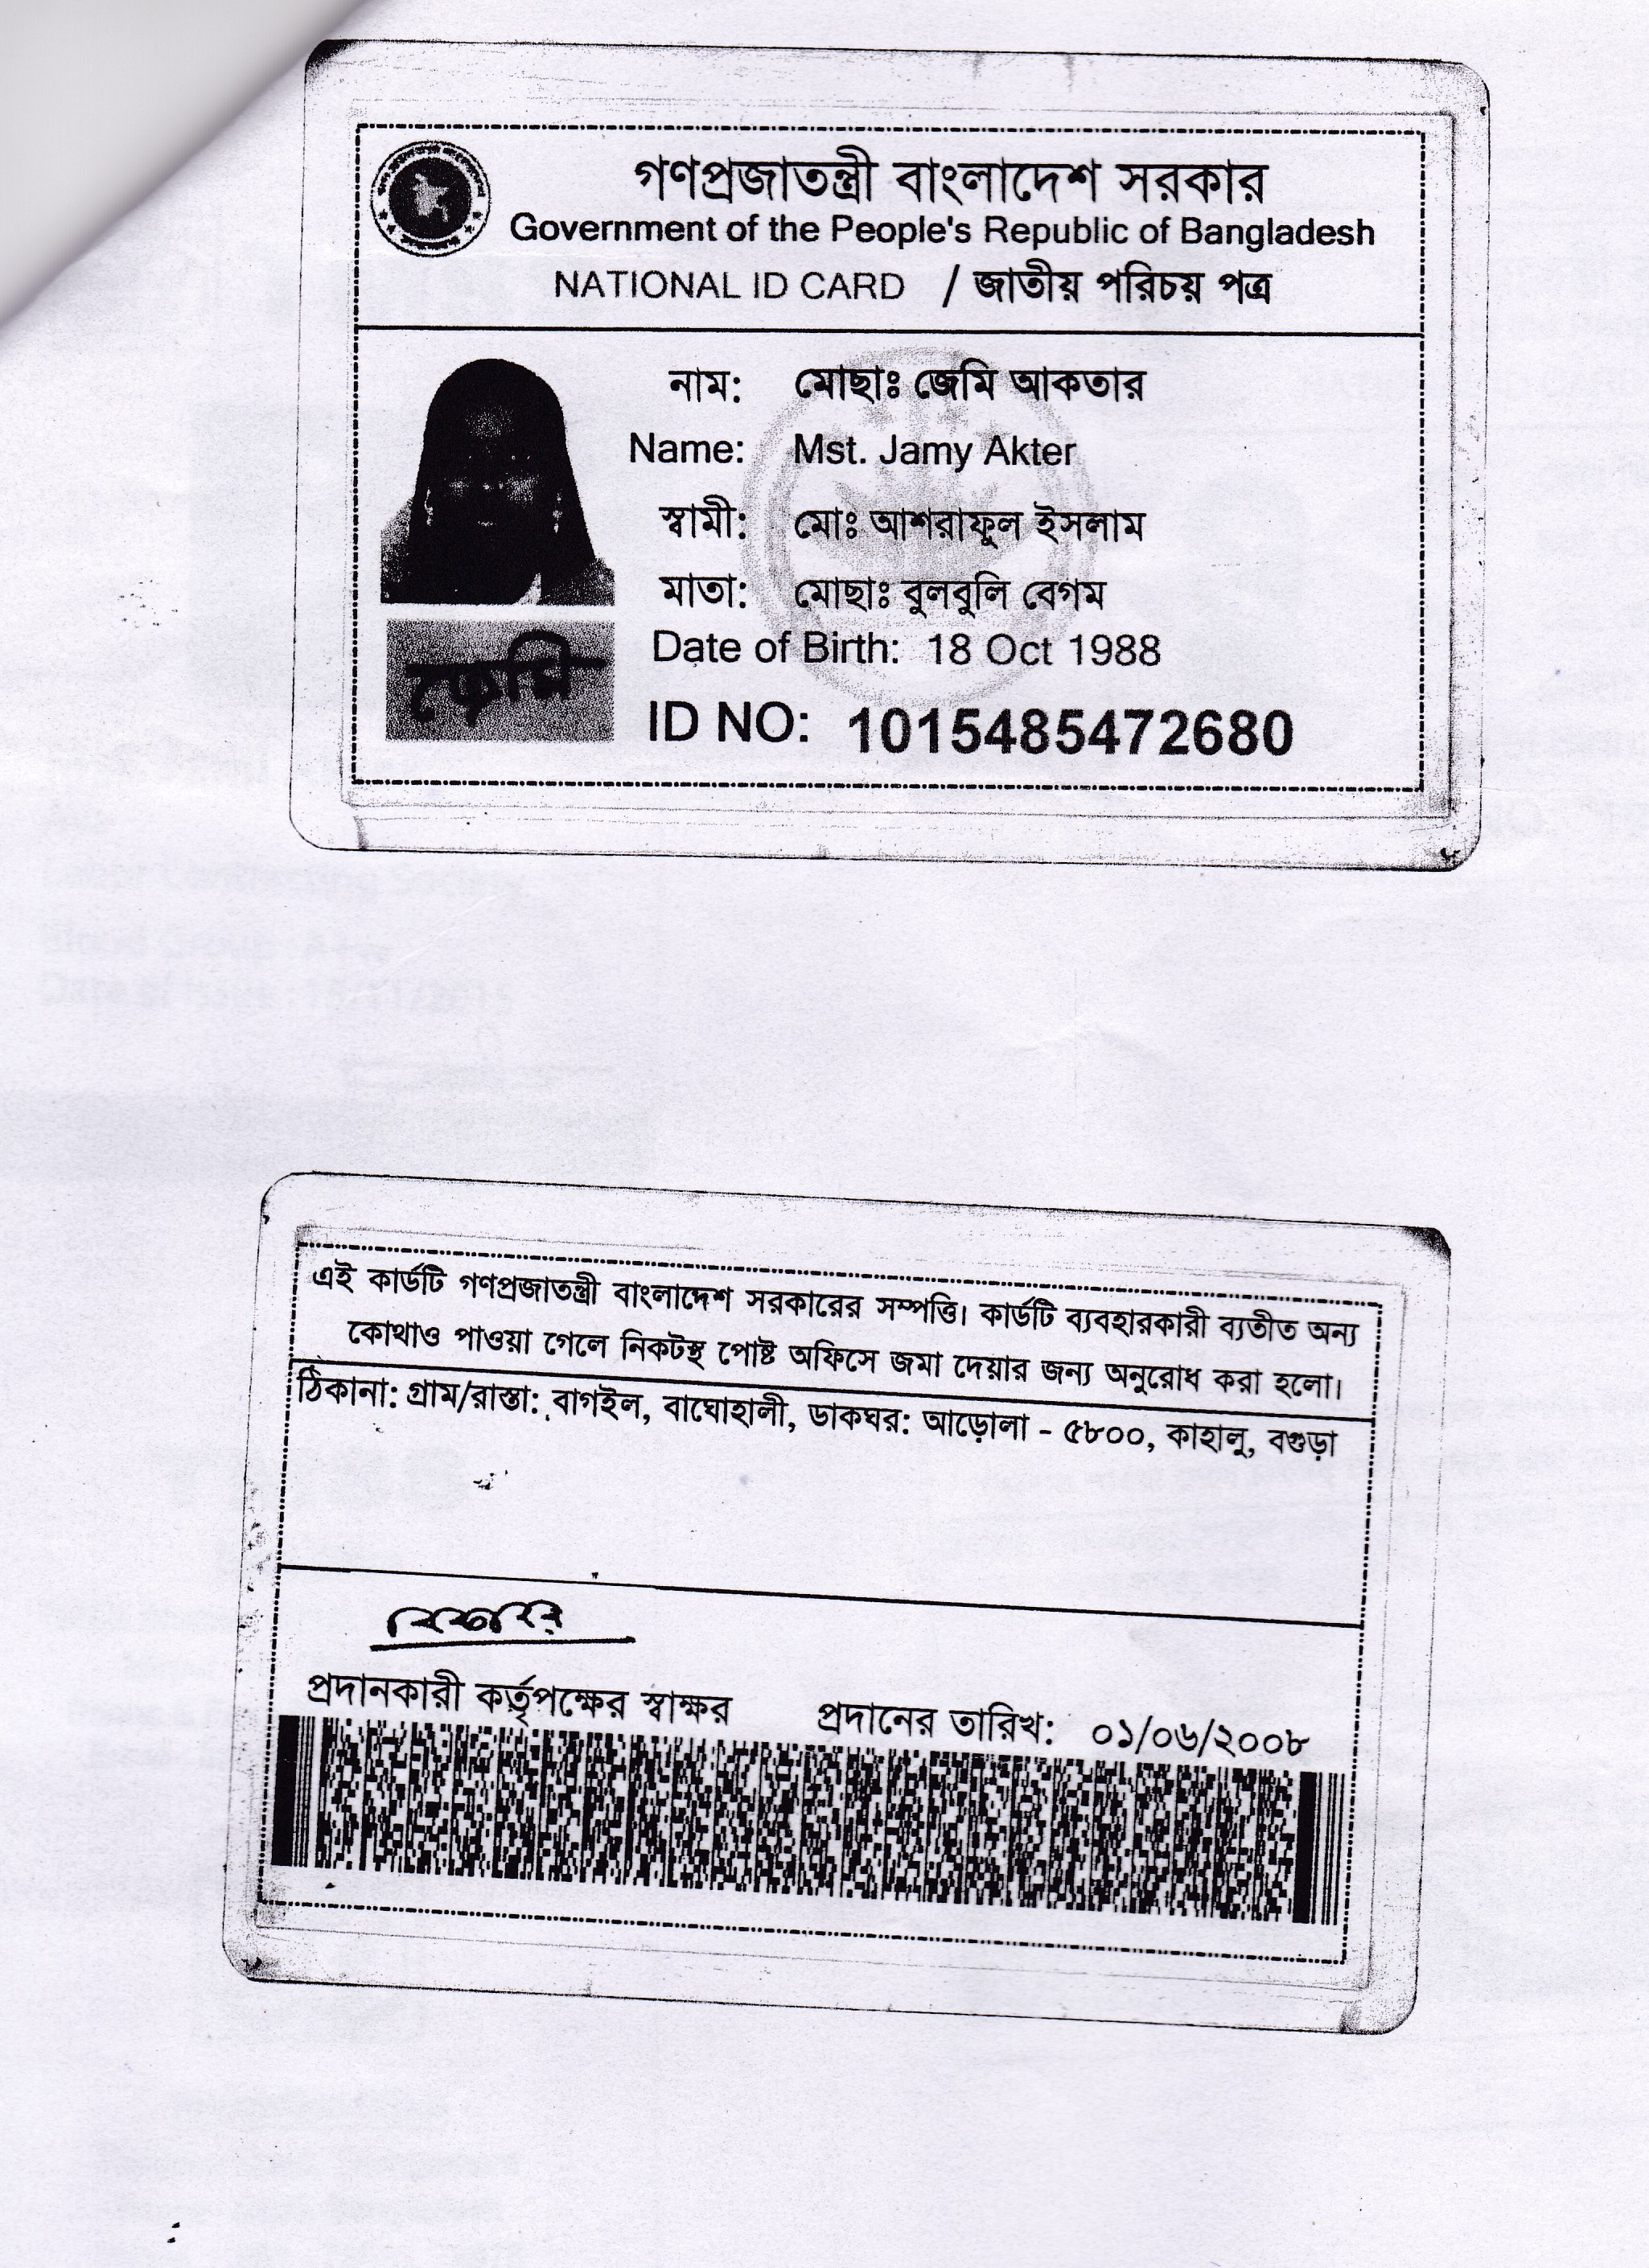 গণপ্রজাতন্ত্রী বাংলাদেশ সরকার
Government of the People's Republic of Bangladesh
NATIONAL ID CARD / জাতীয় পরিচয় পত্র
নাম: মোছাঃ জেমি আকতার
Name: Mst. Jamy Akter
স্বামী: মোঃ আশরাফুল ইসলাম
মাতা: মোছাঃ বুলবুলি বেগম
Date of Birth: 18 Oct 1988
জেমি
ID NO: 1015485472680
এই কার্ডটি গণপ্রজাতন্ত্রী বাংলাদেশ সরকারের সম্পত্তি। কার্ডটি ব্যবহারকারী ব্যতীত অন্য
কোথাও পাওয়া গেলে নিকটস্থ পোষ্ট অফিসে জমা দেয়ার জন্য অনুরোধ করা হলো।
ঠিকানা: গ্রাম/রাস্তা: বাগইল, বাঘোহালী, ডাকঘর: আড়োলা - ৫৮০০, কাহালু, বগুড়া
প্রদানকারী কর্তৃপক্ষের স্বাক্ষর প্রদানের তারিখ: ০১/০৬/২০০৮